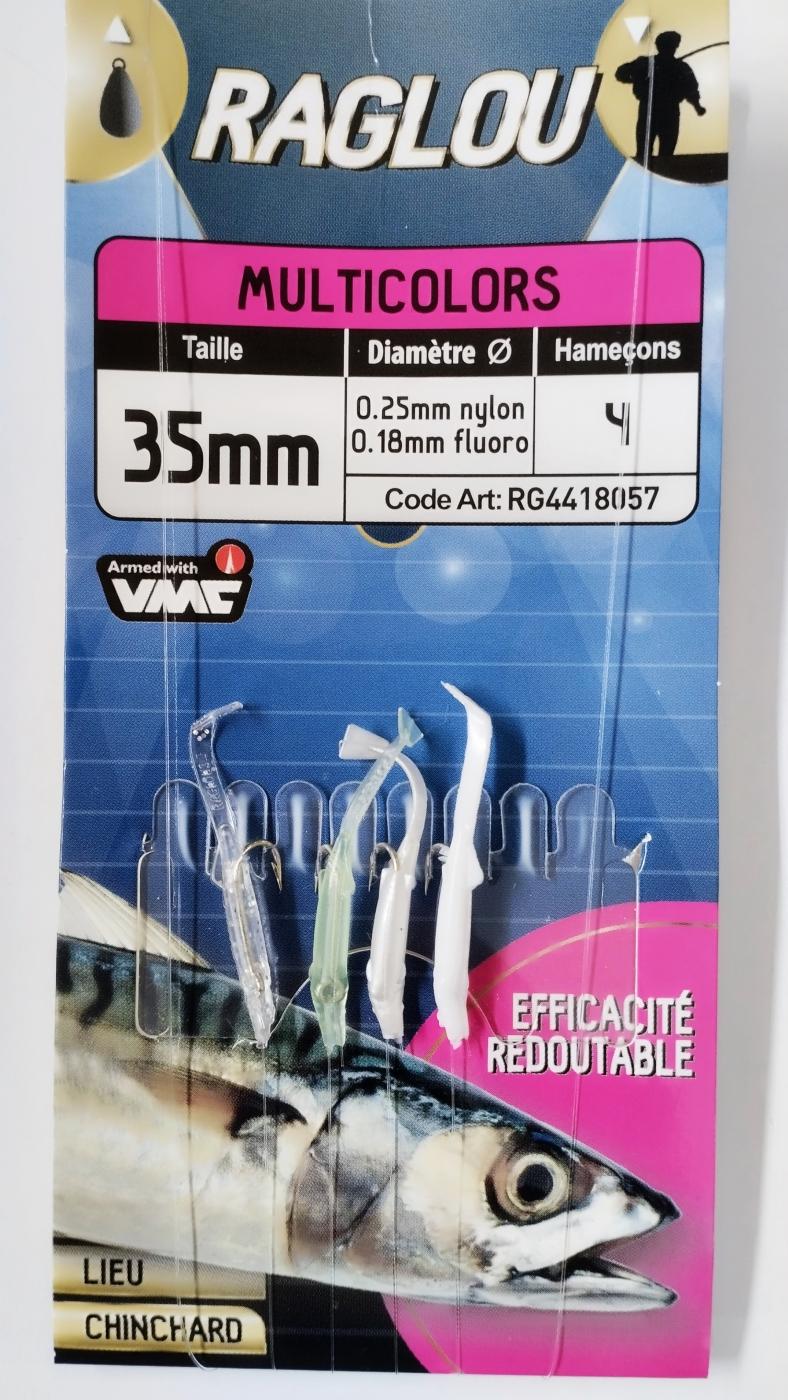 RAGLOU
MULTICOLORS
Taille
Diamètre Ø
Hameçons
35mm
0.25mm nylon
0.18mm fluoro
4
Code Art: RG4418057
Armed with
VMC
EFFICACITÉ
REDOUTABLE
LIEU
CHINCHARD